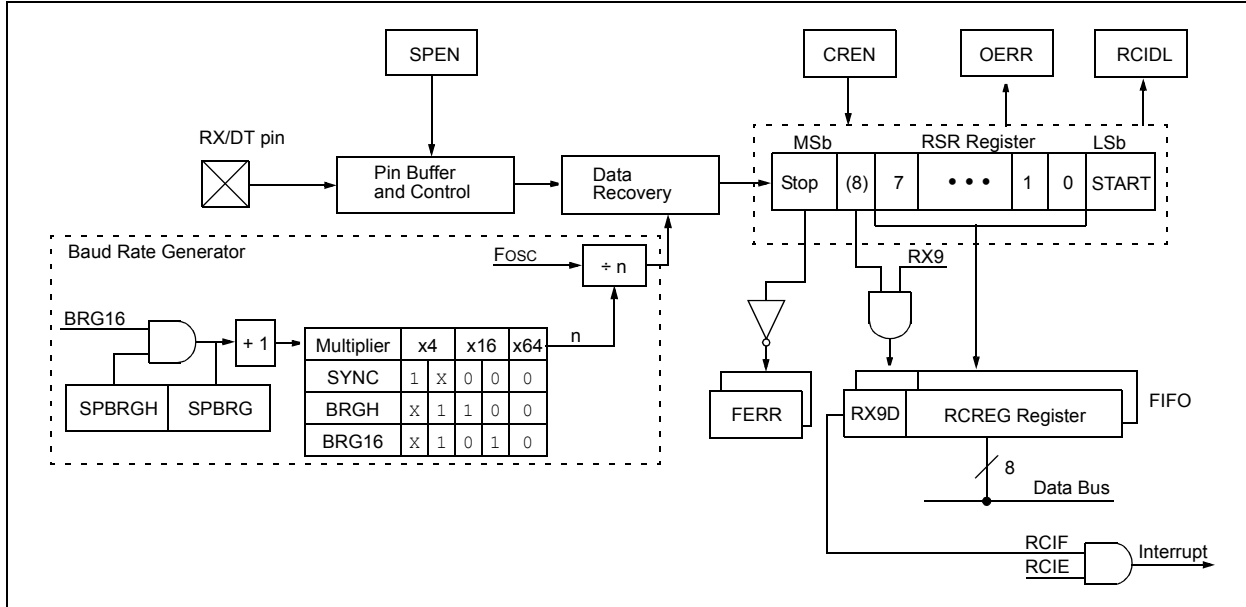 SPEN
CREN
OERR
RCIDL
RX/DT pin
Pin Buffer
and Control
Data
Recovery
MSb
RSR Register
LSb
Stop (8) 7 • • • 1 0 START
Baud Rate Generator
FOSC
÷ n
RX9
BRG16
+ 1
n
Multiplier x4 x16 x64
SYNC 1 X 0 0 0
BRGH X 1 1 0 0
BRG16 X 1 0 1 0
SPBRGH SPBRG
FERR
RX9D
RCREG Register
FIFO
8
Data Bus
RCIF
RCIE
Interrupt